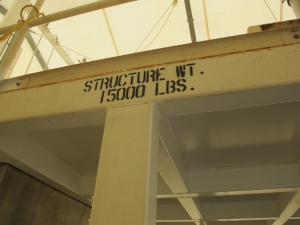 STRUCTURE WT.
15000 LBS.